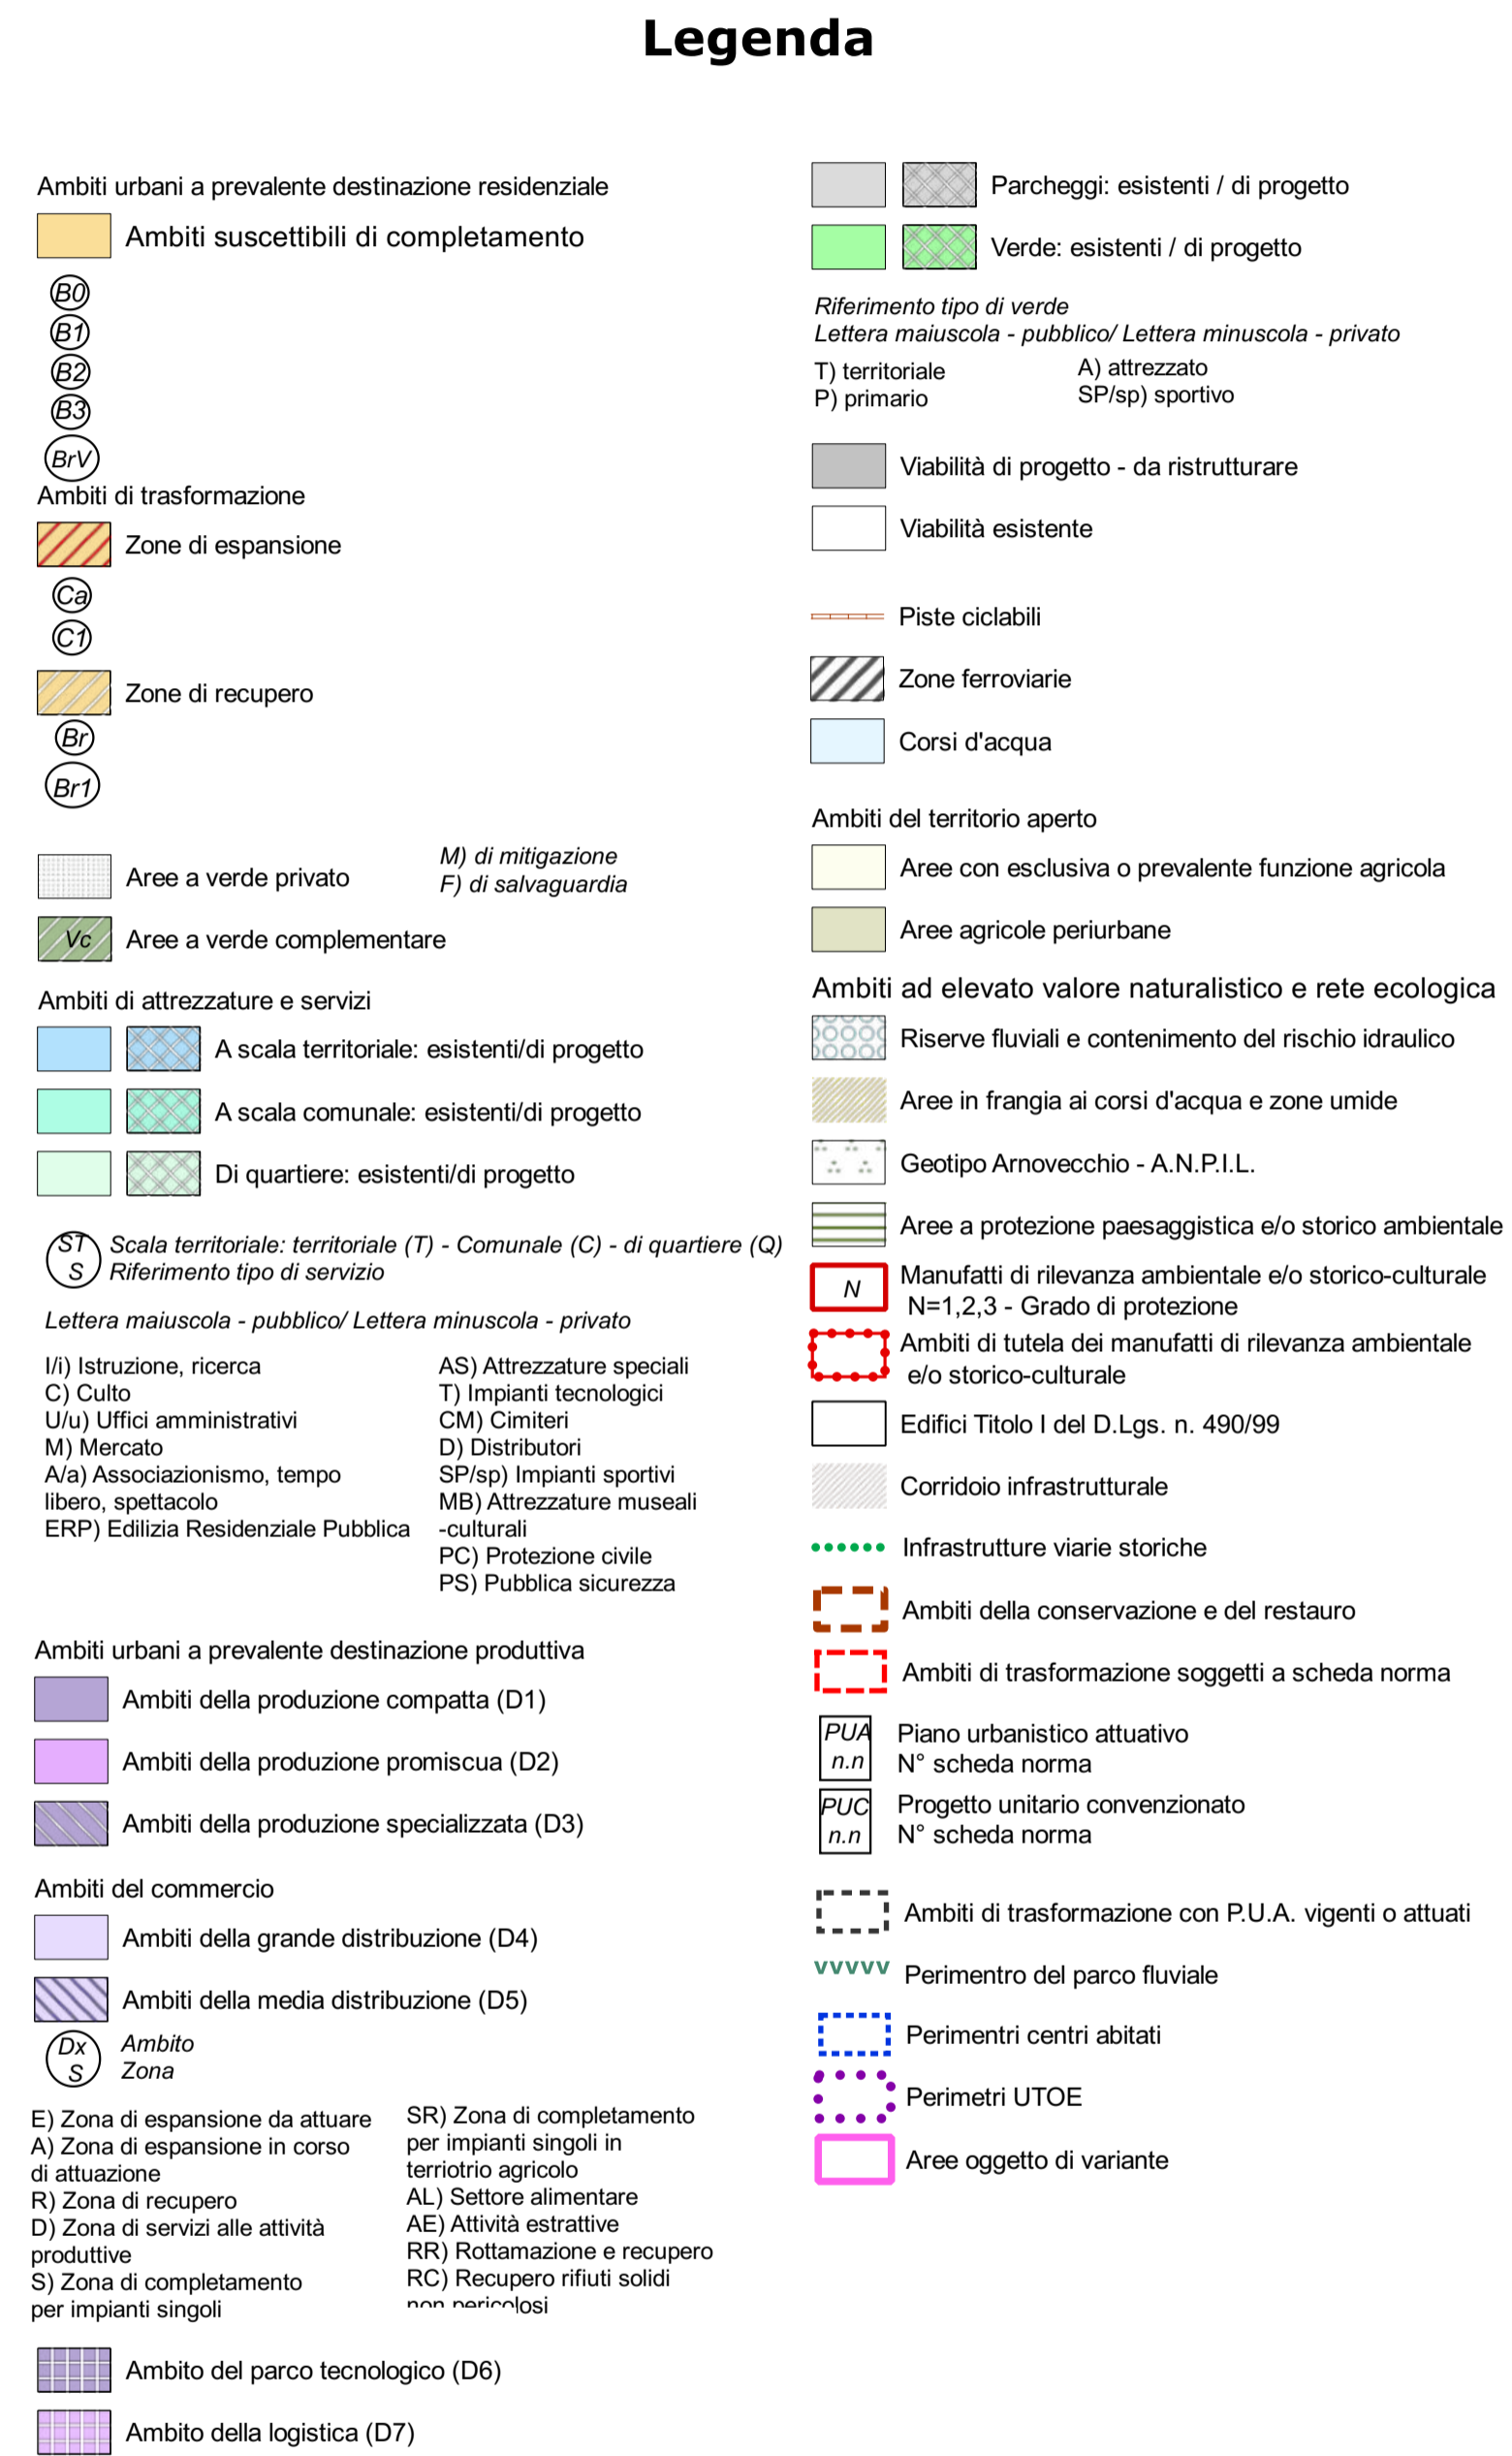 Legenda
Ambiti urbani a prevalente destinazione residenziale
Ambiti suscettibili di completamento
B0
B1
B2
B3
BrV
Ambiti di trasformazione
Zone di espansione
Ca
C1
Zone di recupero
Br
Br1
Aree a verde privato
M) di mitigazione
F) di salvaguardia
Vc Aree a verde complementare
Ambiti di attrezzature e servizi
A scala territoriale: esistenti/di progetto
A scala comunale: esistenti/di progetto
Di quartiere: esistenti/di progetto
ST Scala territoriale: territoriale (T) - Comunale (C) - di quartiere (Q)
S Riferimento tipo di servizio
Lettera maiuscola - pubblico/ Lettera minuscola - privato
I/i) Istruzione, ricerca
C) Culto
U/u) Uffici amministrativi
M) Mercato
A/a) Associazionismo, tempo
libero, spettacolo
ERP) Edilizia Residenziale Pubblica
AS) Attrezzature speciali
T) Impianti tecnologici
CM) Cimiteri
D) Distributori
SP/sp) Impianti sportivi
MB) Attrezzature museali
-culturali
PC) Protezione civile
PS) Pubblica sicurezza
Ambiti urbani a prevalente destinazione produttiva
Ambiti della produzione compatta (D1)
Ambiti della produzione promiscua (D2)
Ambiti della produzione specializzata (D3)
Ambiti del commercio
Ambiti della grande distribuzione (D4)
Ambiti della media distribuzione (D5)
Dx Ambito
S Zona
E) Zona di espansione da attuare
A) Zona di espansione in corso
di attuazione
R) Zona di recupero
D) Zona di servizi alle attività
produttive
S) Zona di completamento
per impianti singoli
SR) Zona di completamento
per impianti singoli in
terriotrio agricolo
AL) Settore alimentare
AE) Attività estrattive
RR) Rottamazione e recupero
RC) Recupero rifiuti solidi
non pericolosi
Ambito del parco tecnologico (D6)
Ambito della logistica (D7)
Parcheggi: esistenti / di progetto
Verde: esistenti / di progetto
Riferimento tipo di verde
Lettera maiuscola - pubblico/ Lettera minuscola - privato
T) territoriale
P) primario
A) attrezzato
SP/sp) sportivo
Viabilità di progetto - da ristrutturare
Viabilità esistente
Piste ciclabili
Zone ferroviarie
Corsi d'acqua
Ambiti del territorio aperto
Aree con esclusiva o prevalente funzione agricola
Aree agricole periurbane
Ambiti ad elevato valore naturalistico e rete ecologica
Riserve fluviali e contenimento del rischio idraulico
Aree in frangia ai corsi d'acqua e zone umide
Geotipo Arnovecchio - A.N.P.I.L.
Aree a protezione paesaggistica e/o storico ambientale
N Manufatti di rilevanza ambientale e/o storico-culturale
N=1,2,3 - Grado di protezione
Ambiti di tutela dei manufatti di rilevanza ambientale
e/o storico-culturale
Edifici Titolo I del D.Lgs. n. 490/99
Corridoio infrastrutturale
Infrastrutture viarie storiche
Ambiti della conservazione e del restauro
Ambiti di trasformazione soggetti a scheda norma
PUA Piano urbanistico attuativo
n.n N° scheda norma
PUC Progetto unitario convenzionato
n.n N° scheda norma
Ambiti di trasformazione con P.U.A. vigenti o attuati
vvvvv Perimentro del parco fluviale
Perimentri centri abitati
Perimetri UTOE
Aree oggetto di variante